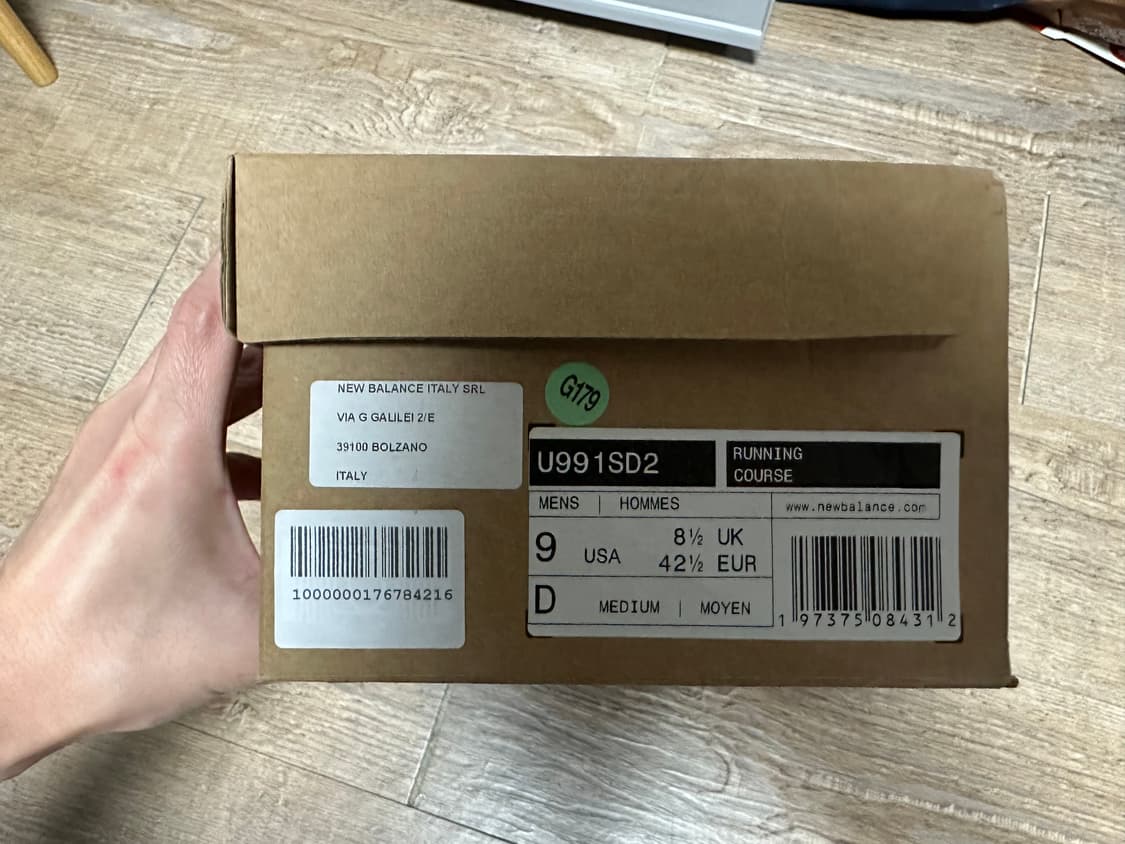 NEW BALANCE ITALY SRL
VIA G GALILEI 2/E
39100 BOLZANO
ITALY
G179
1000000176784216
U991SD2
RUNNING
COURSE
MENS | HOMMES
www.newbalance.com
9 USA
8½ UK
42½ EUR
D MEDIUM | MOYEN
1 97375 08431 2